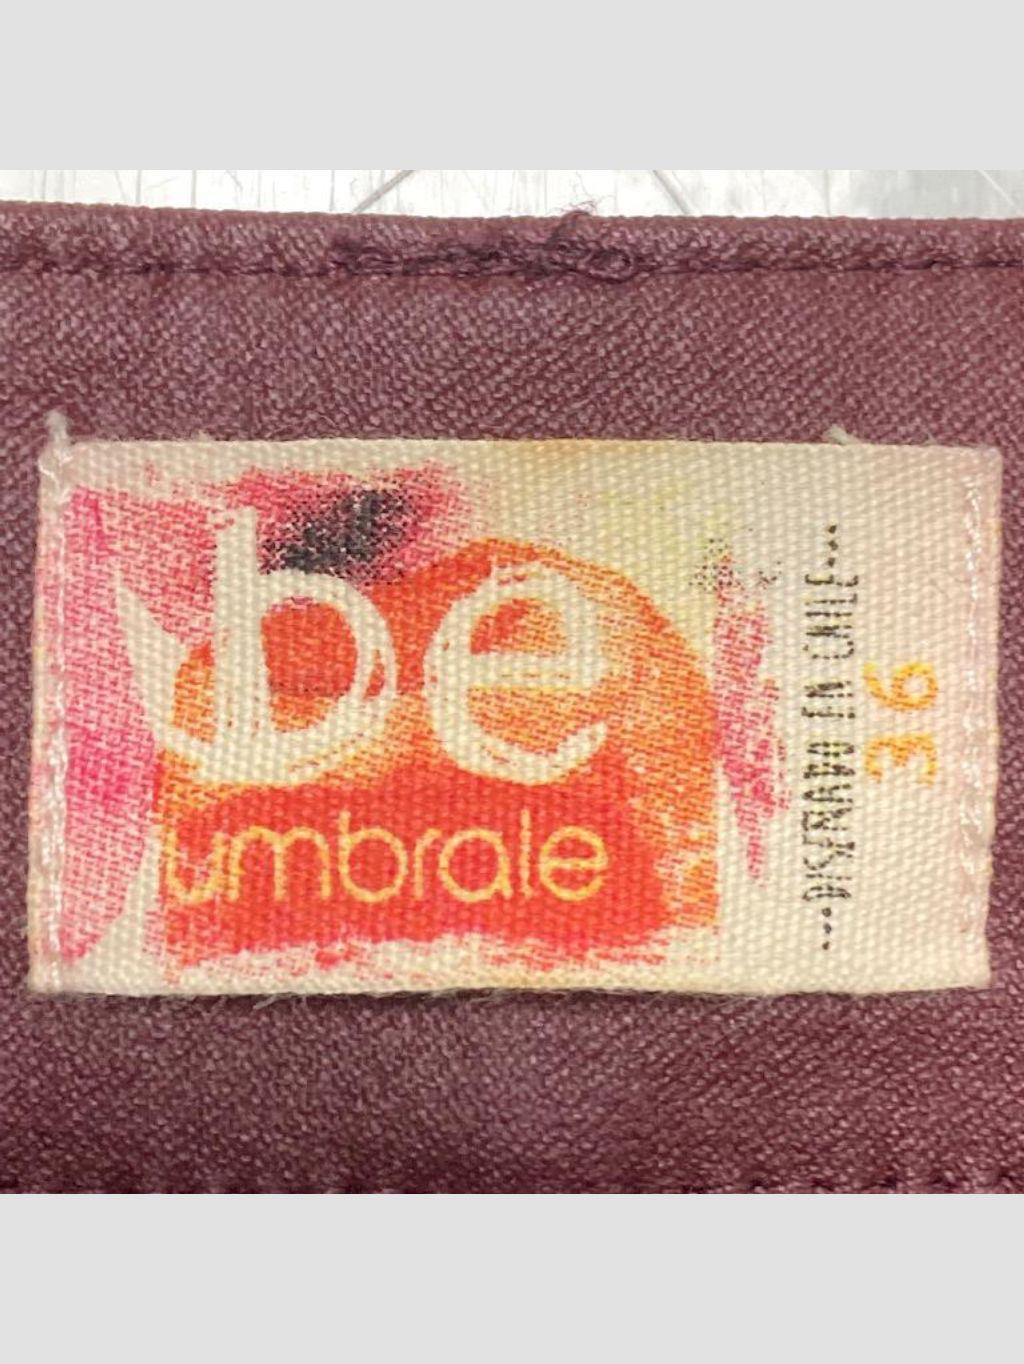 be
umbrale
...DISEÑADO EN CHILE...
36